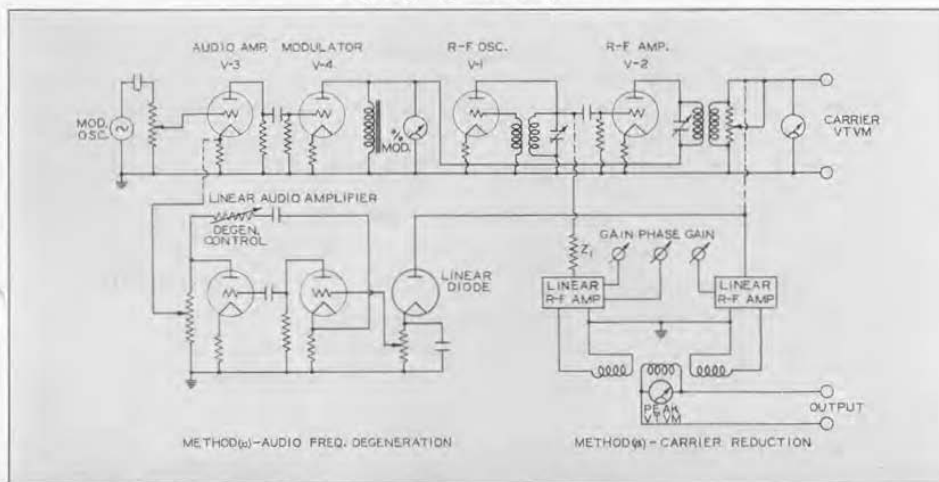 AUDIO AMP. MODULATOR R-F OSC. R-F AMP.
V-3 V-4 V-1 V-2
MOD.
OSC.
% MOD.
CARRIER
VTVM
LINEAR AUDIO AMPLIFIER
DEGEN.
CONTROL
LINEAR
DIODE
Z1
GAIN PHASE GAIN
LINEAR
R-F AMP
LINEAR
R-F AMP
PEAK
VTVM
OUTPUT
METHOD(a)-AUDIO FREQ. DEGENERATION
METHOD(B)-CARRIER REDUCTION